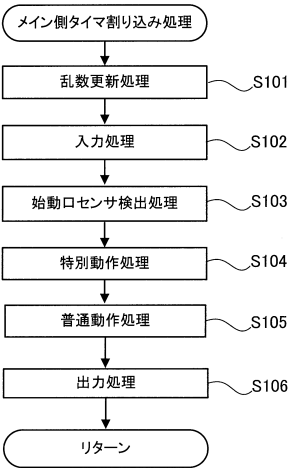 メイン側タイマ割り込み処理
乱数更新処理
S101
入力処理
S102
始動口センサ検出処理
S103
特別動作処理
S104
普通動作処理
S105
出力処理
S106
リターン